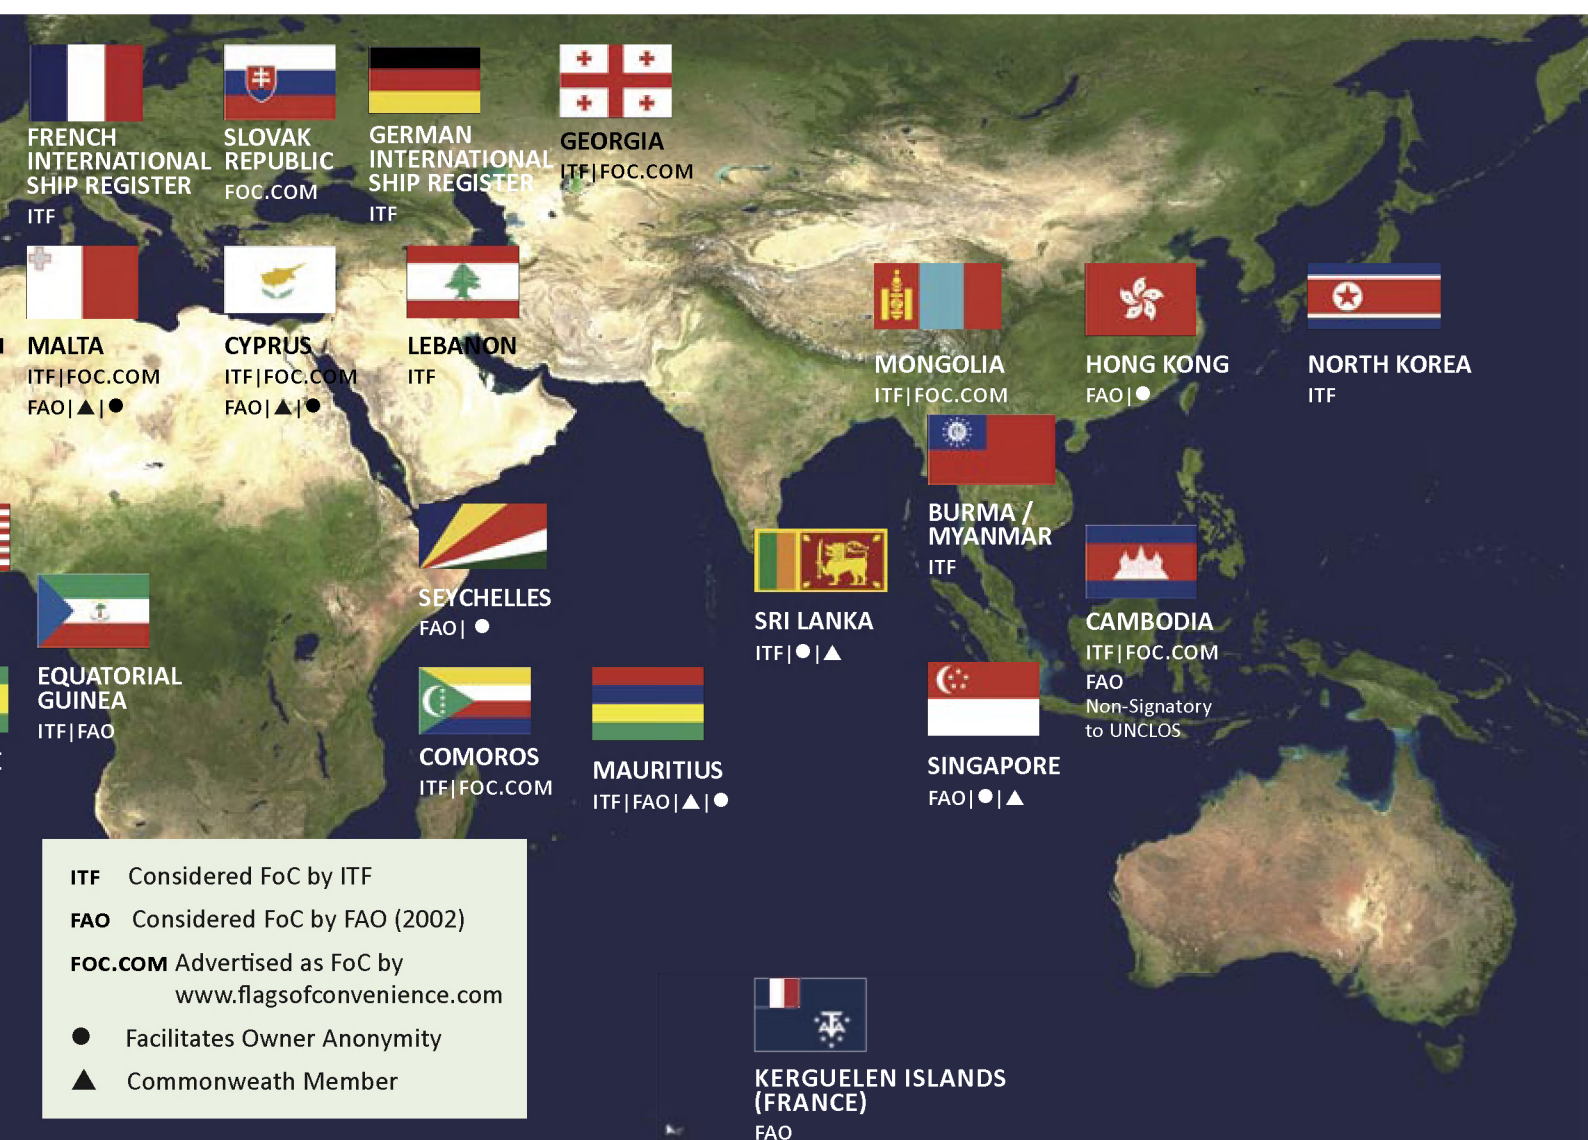 FRENCH
INTERNATIONAL
SHIP REGISTER
ITF
SLOVAK
REPUBLIC
FOC.COM
GERMAN
INTERNATIONAL
SHIP REGISTER
ITF
GEORGIA
ITF|FOC.COM
MALTA
ITF|FOC.COM
FAO|▲|●
CYPRUS
ITF|FOC.COM
FAO|▲|●
LEBANON
ITF
MONGOLIA
ITF|FOC.COM
HONG KONG
FAO|●
NORTH KOREA
ITF
BURMA /
MYANMAR
ITF
SEYCHELLES
FAO| ●
SRI LANKA
ITF|●|▲
CAMBODIA
ITF|FOC.COM
FAO
Non-Signatory
to UNCLOS
EQUATORIAL
GUINEA
ITF|FAO
COMOROS
ITF|FOC.COM
MAURITIUS
ITF|FAO|▲|●
SINGAPORE
FAO|●|▲
ITF Considered FoC by ITF
FAO Considered FoC by FAO (2002)
FOC.COM Advertised as FoC by
www.flagsofconvenience.com
● Facilitates Owner Anonymity
▲ Commonweath Member
KERGUELEN ISLANDS
(FRANCE)
FAO